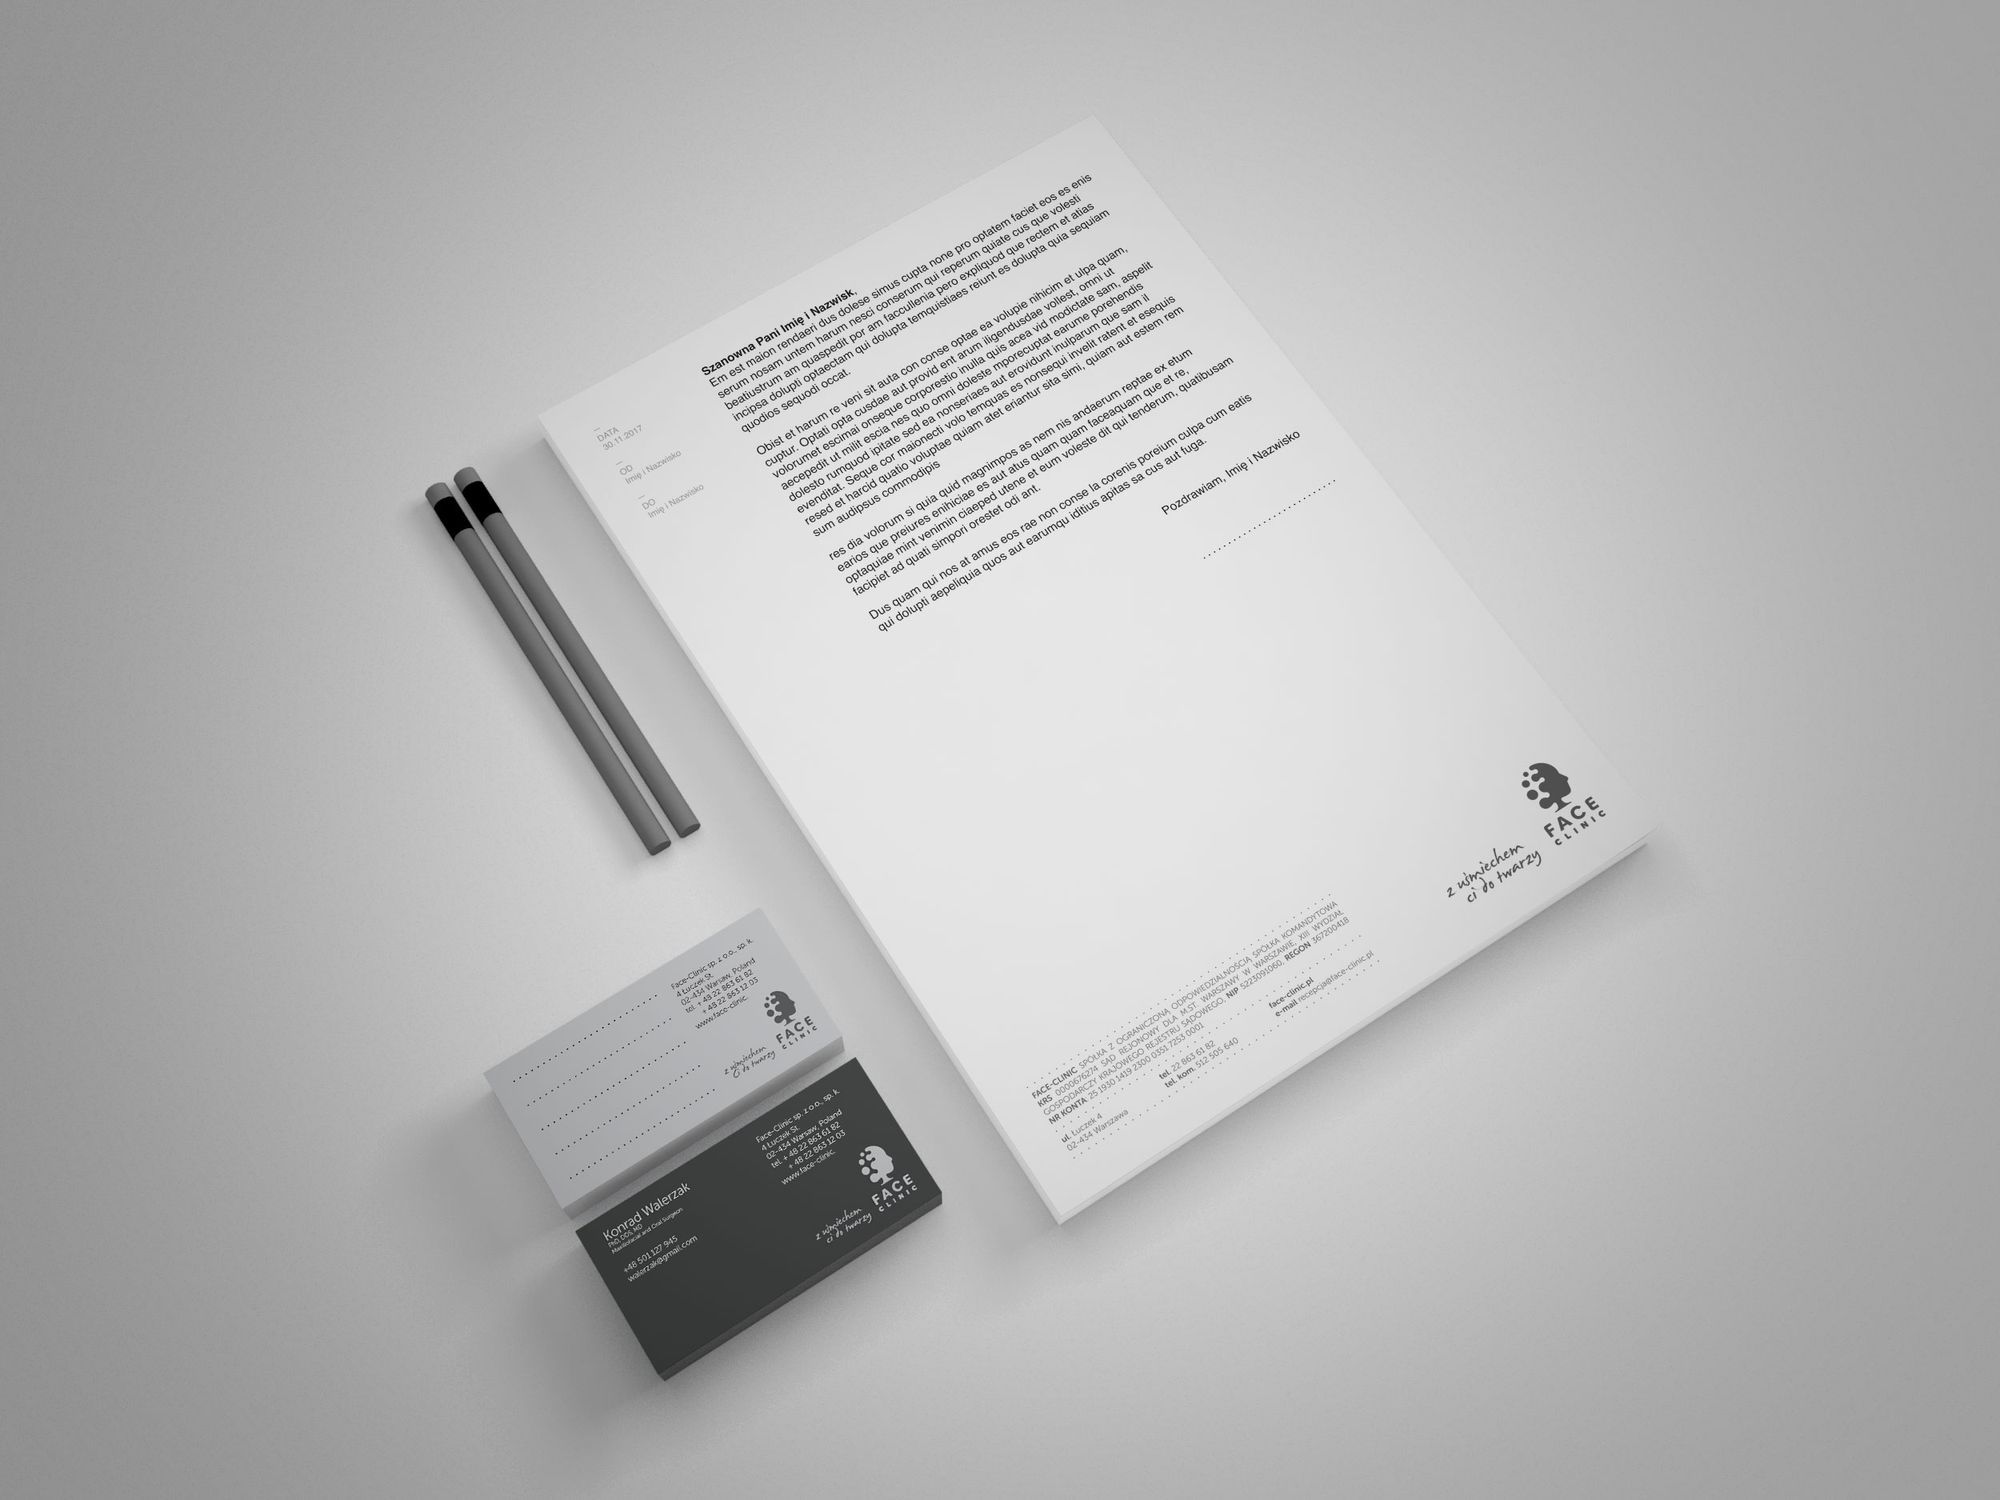 Szanowna Pani Imię i Nazwisk,
Em est maion rendaeri dus dolese simus cupta none pro optatem faciet eos es enis
serum nosam untem harum nesci conserum qui reperum quiate cus que volesti
beatiustrum am quaspedit por am faccullenia pero expliquod que rectem et atias
incipsa dolupti optaectam qui dolupta temquistiaes reiunt es dolupta quia sequiam
quodios sequodi occat.
Obist et harum re veni sit auta con conse optae ea volupie nihicim et ulpa quam,
cuptur. Optati opta cusdae aut provid ent arum iligendusdae vollest, omni ut
volorumet escimai onseque corporestio inulla quis acea vid modictate sam, aspelit
aecepedit ut milit escia nes quo omni doleste mporecuptat earume porehendis
dolesto rumquod ipitate sed ea nonseriaes aut erovidunt inulparum que sam il
evenditat. Seque cor maionecti volo temquas es nonsequi invelit ratent et esequis
resed et harcid quatio voluptae quiam atet eriantur sita simi, quiam aut estem rem
sum audipsus commodipis
res dia volorum si quia quid magnimpos as nem nis andaerum reptae ex etum
earios que preiures enihiciae es aut atus quam quam faceaquam que et re,
optaquiae mint venimin ciaeped utene et eum voleste dit qui tenderum, quatibusam
facipiet ad quati simpori orestet odi ant.
Dus quam qui nos at amus eos rae non conse la corenis poreium culpa cum eatis
qui dolupti aepeliquia quos aut earumqu iditius apitas sa cus aut fuga.
Pozdrawiam, Imię i Nazwisko
DATA
30.11.2017
OD
Imię i Nazwisko
DO
Imię i Nazwisko
FACE
CLINIC
z uśmiechem
ci do twarzy
FACE-CLINIC SPÓŁKA Z OGRANICZONĄ ODPOWIEDZIALNOŚCIĄ SPÓŁKA KOMANDYTOWA
KRS 0000676274 SĄD REJONOWY DLA M.ST. WARSZAWY W WARSZAWIE, XIII WYDZIAŁ
GOSPODARCZY KRAJOWEGO REJESTRU SĄDOWEGO, NIP 5223091060, REGON 367200418
NR KONTA 25 1930 1419 2300 0351 7253 0001
ul. Łuczek 4
02-434 Warszawa
tel. 22 863 61 82
tel. kom. 512 505 640
face-clinic.pl
e-mail recepcja@face-clinic.pl
Face-Clinic sp. z o.o., sp. k.
4 Łuczek St.
02-434 Warsaw, Poland
tel. + 48 22 863 61 82
+ 48 22 863 12 03
www.face-clinic.
FACE
CLINIC
z uśmiechem
Ci do twarzy
Face-Clinic sp. z o.o., sp. k.
4 Łuczek St.
02-434 Warsaw, Poland
tel. + 48 22 863 61 82
+ 48 22 863 12 03
www.face-clinic.
FACE
CLINIC
z uśmiechem
ci do twarzy
Konrad Walerzak
PhD, DDS, MD
Maxillofacial and Oral Surgeon
+48 501 127 945
walerzak@gmail.com